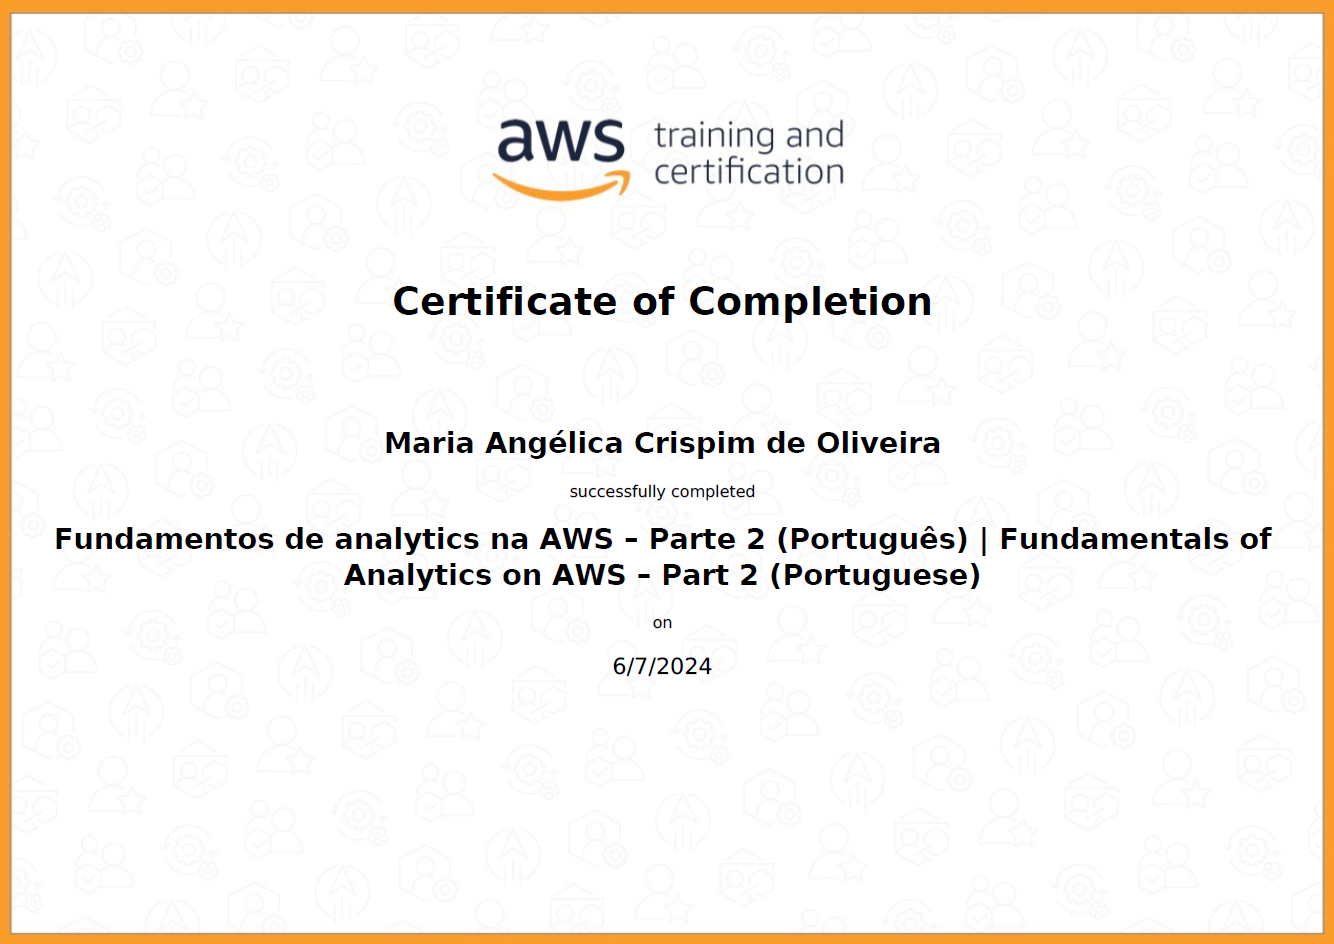 aws training and
certification
Certificate of Completion
Maria Angélica Crispim de Oliveira
successfully completed
Fundamentos de analytics na AWS – Parte 2 (Português) | Fundamentals of
Analytics on AWS – Part 2 (Portuguese)
on
6/7/2024